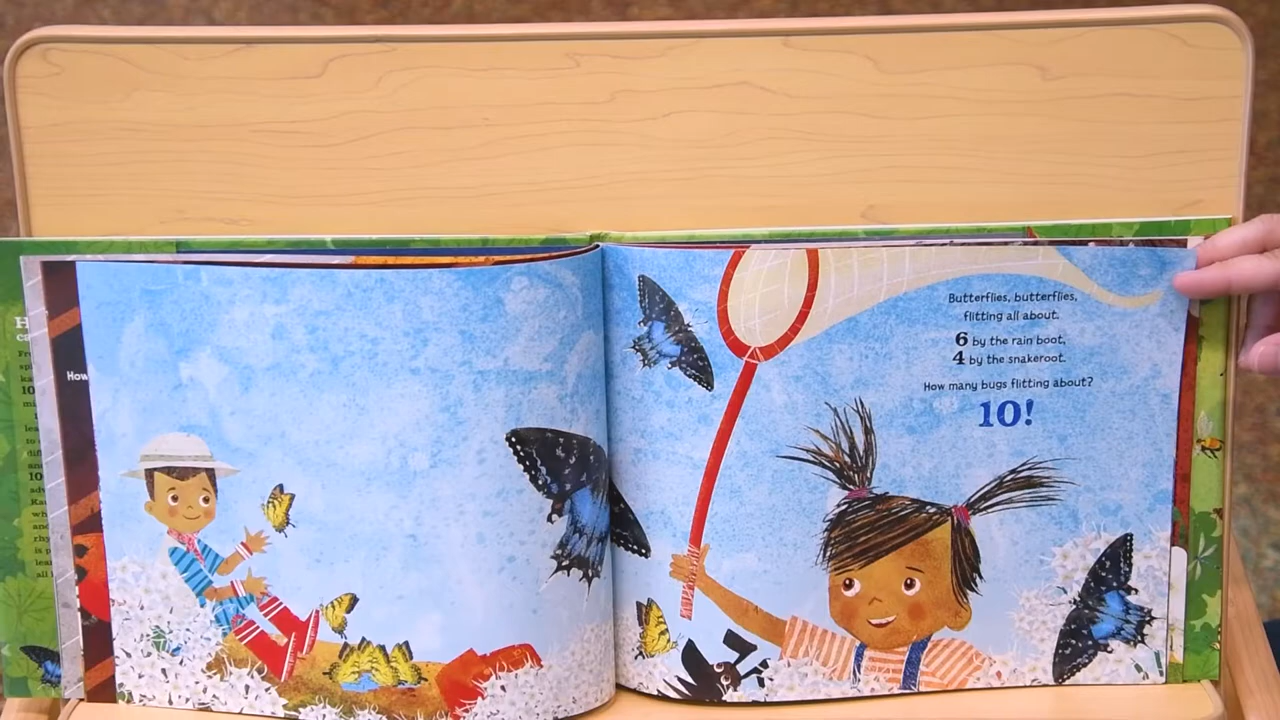 How
Butterflies, butterflies,
flitting all about.
6 by the rain boot,
4 by the snakeroot.
How many bugs flitting about?
10!